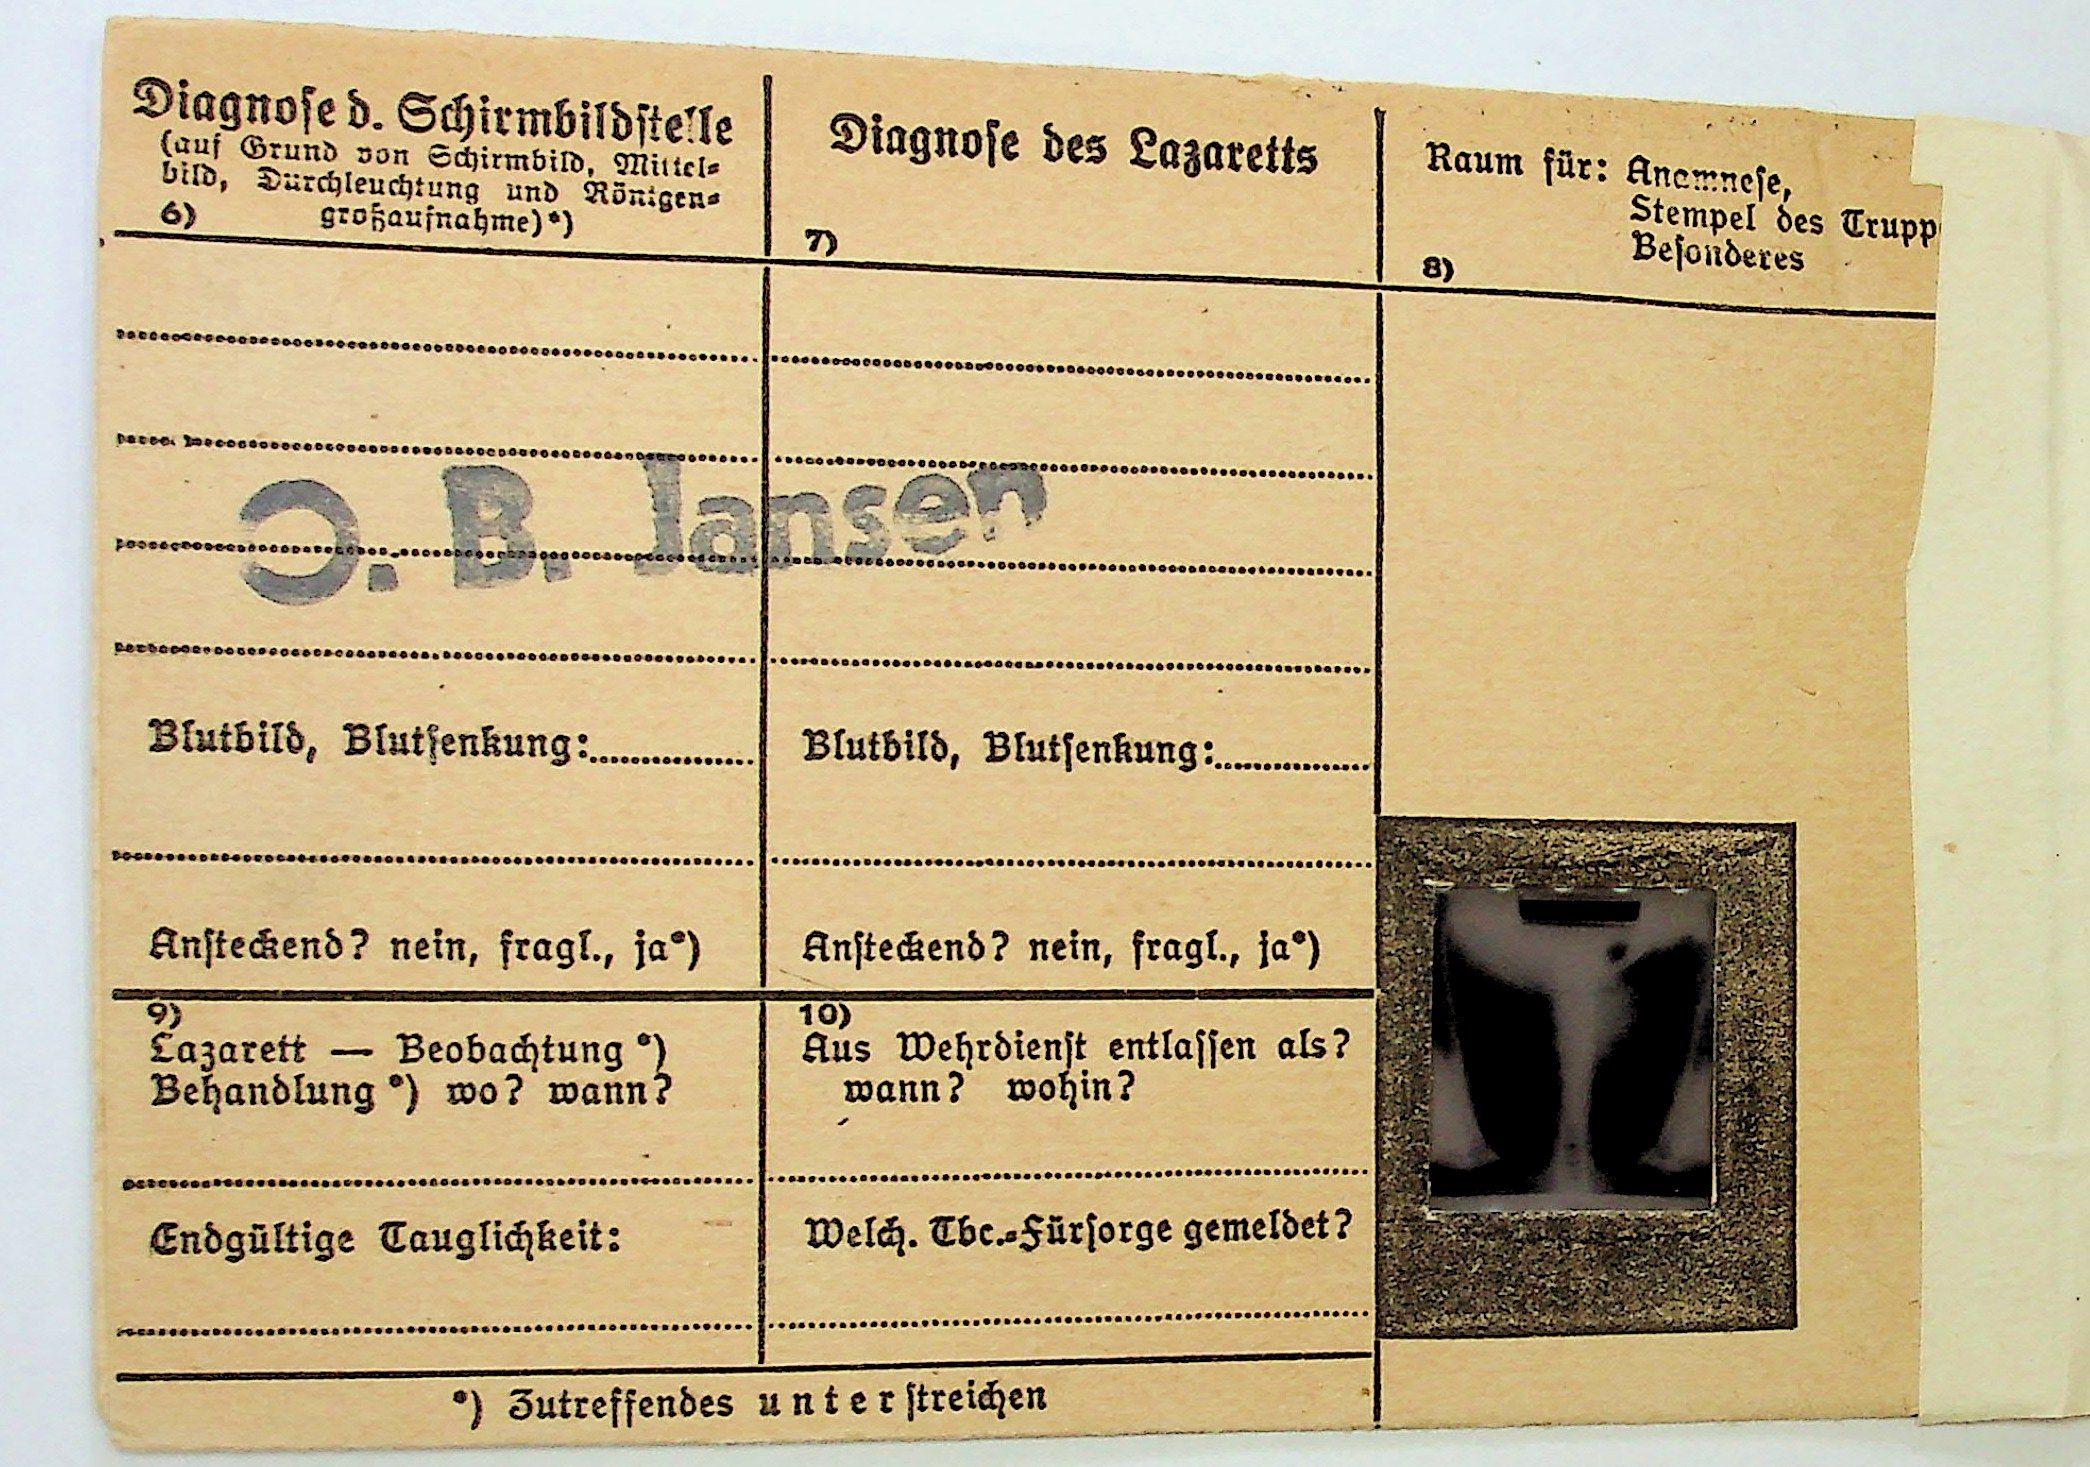 Diagnose d. Schirmbildstelle
(auf Grund von Schirmbild, Mittel-
bild, Durchleuchtung und Röntgen-
großaufnahme)*)
6)
Diagnose des Lazaretts
7)
Raum für: Anamnese,
Stempel des Trupp
Besonderes
8)
J. B. Jansen
Blutbild, Blutsenkung:
Ansteckend? nein, fragl., ja*)
Blutbild, Blutsenkung:
Ansteckend? nein, fragl., ja*)
9)
Lazarett — Beobachtung *)
Behandlung *) wo? wann?
Endgültige Tauglichkeit:
10)
Aus Wehrdienst entlassen als?
wann? wohin?
Welch. Tbc.-Fürsorge gemeldet?
*) Zutreffendes unterstreichen